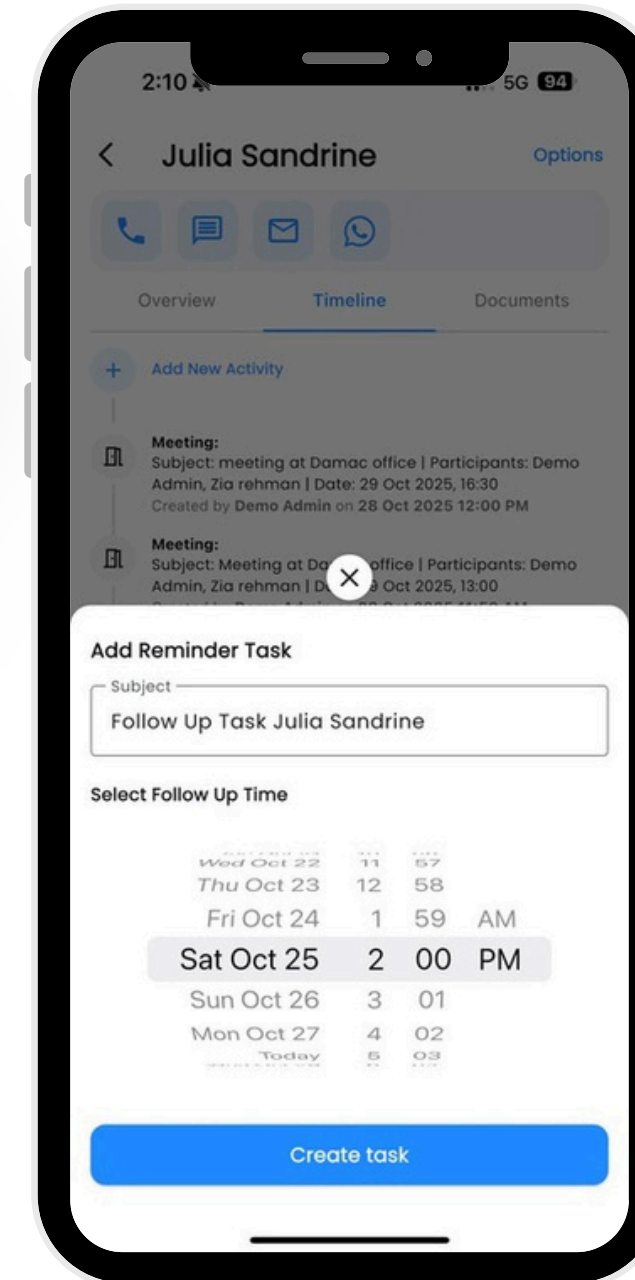 2:10
5G 94
Julia Sandrine
Options
Overview Timeline Documents
Add New Activity
Meeting:
Subject: meeting at Damac office | Participants: Demo
Admin, Zia rehman | Date: 29 Oct 2025, 16:30
Created by Demo Admin on 28 Oct 2025 12:00 PM
Meeting:
Subject: Meeting at office | Participants: Demo
Admin, Zia rehman | Oct 2025, 13:00
Add Reminder Task
Subject
Follow Up Task Julia Sandrine
Select Follow Up Time
Wed Oct 22 11 57
Thu Oct 23 12 58
Fri Oct 24 1 59 AM
Sat Oct 25 2 00 PM
Sun Oct 26 3 01
Mon Oct 27 4 02
Today 5 03
Create task